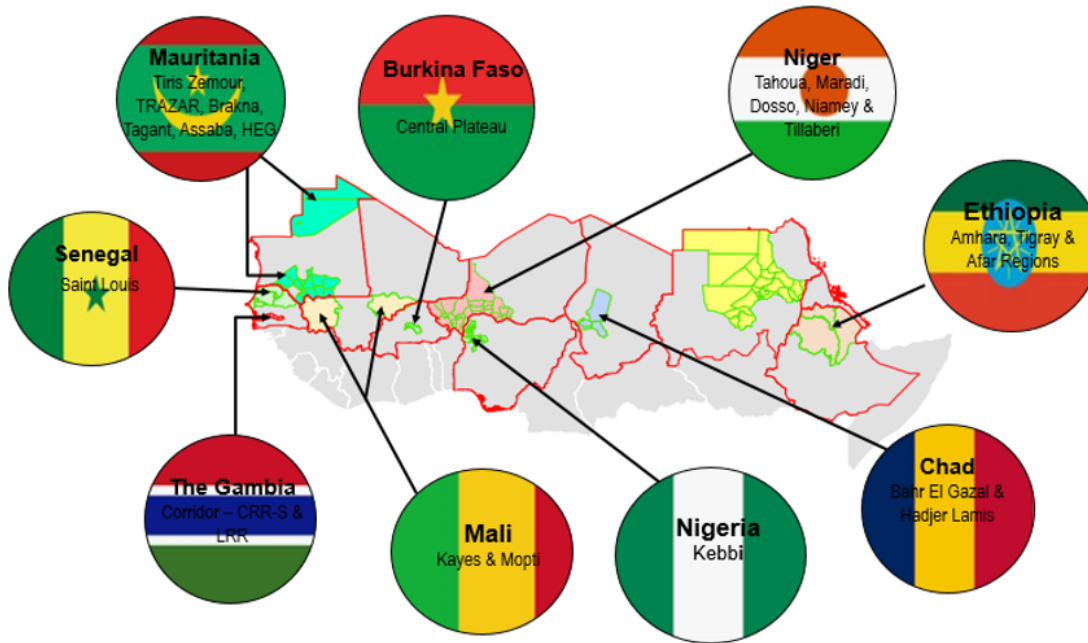 Mauritania
Tiris Zemour,
TRAZAR, Brakna,
Tagant, Assaba, HEG
Burkina Faso
Central Plateau
Niger
Tahoua, Maradi,
Dosso, Niamey &
Tillaberi
Ethiopia
Amhara, Tigray &
Afar Regions
Senegal
Saint Louis
The Gambia
Corridor – CRR-S &
LRR
Mali
Kayes & Mopti
Nigeria
Kebbi
Chad
Bahr El Gazal &
Hadjer Lamis